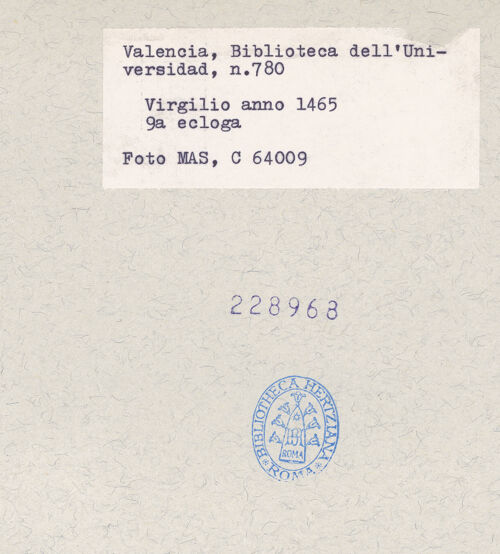 Valencia, Biblioteca dell'Uni-
versidad, n.780
Virgilio anno 1465
9a ecloga
Foto MAS, C 64009
228968
BIBLIOTHECA HERTZIANA
ROMA
ROMA